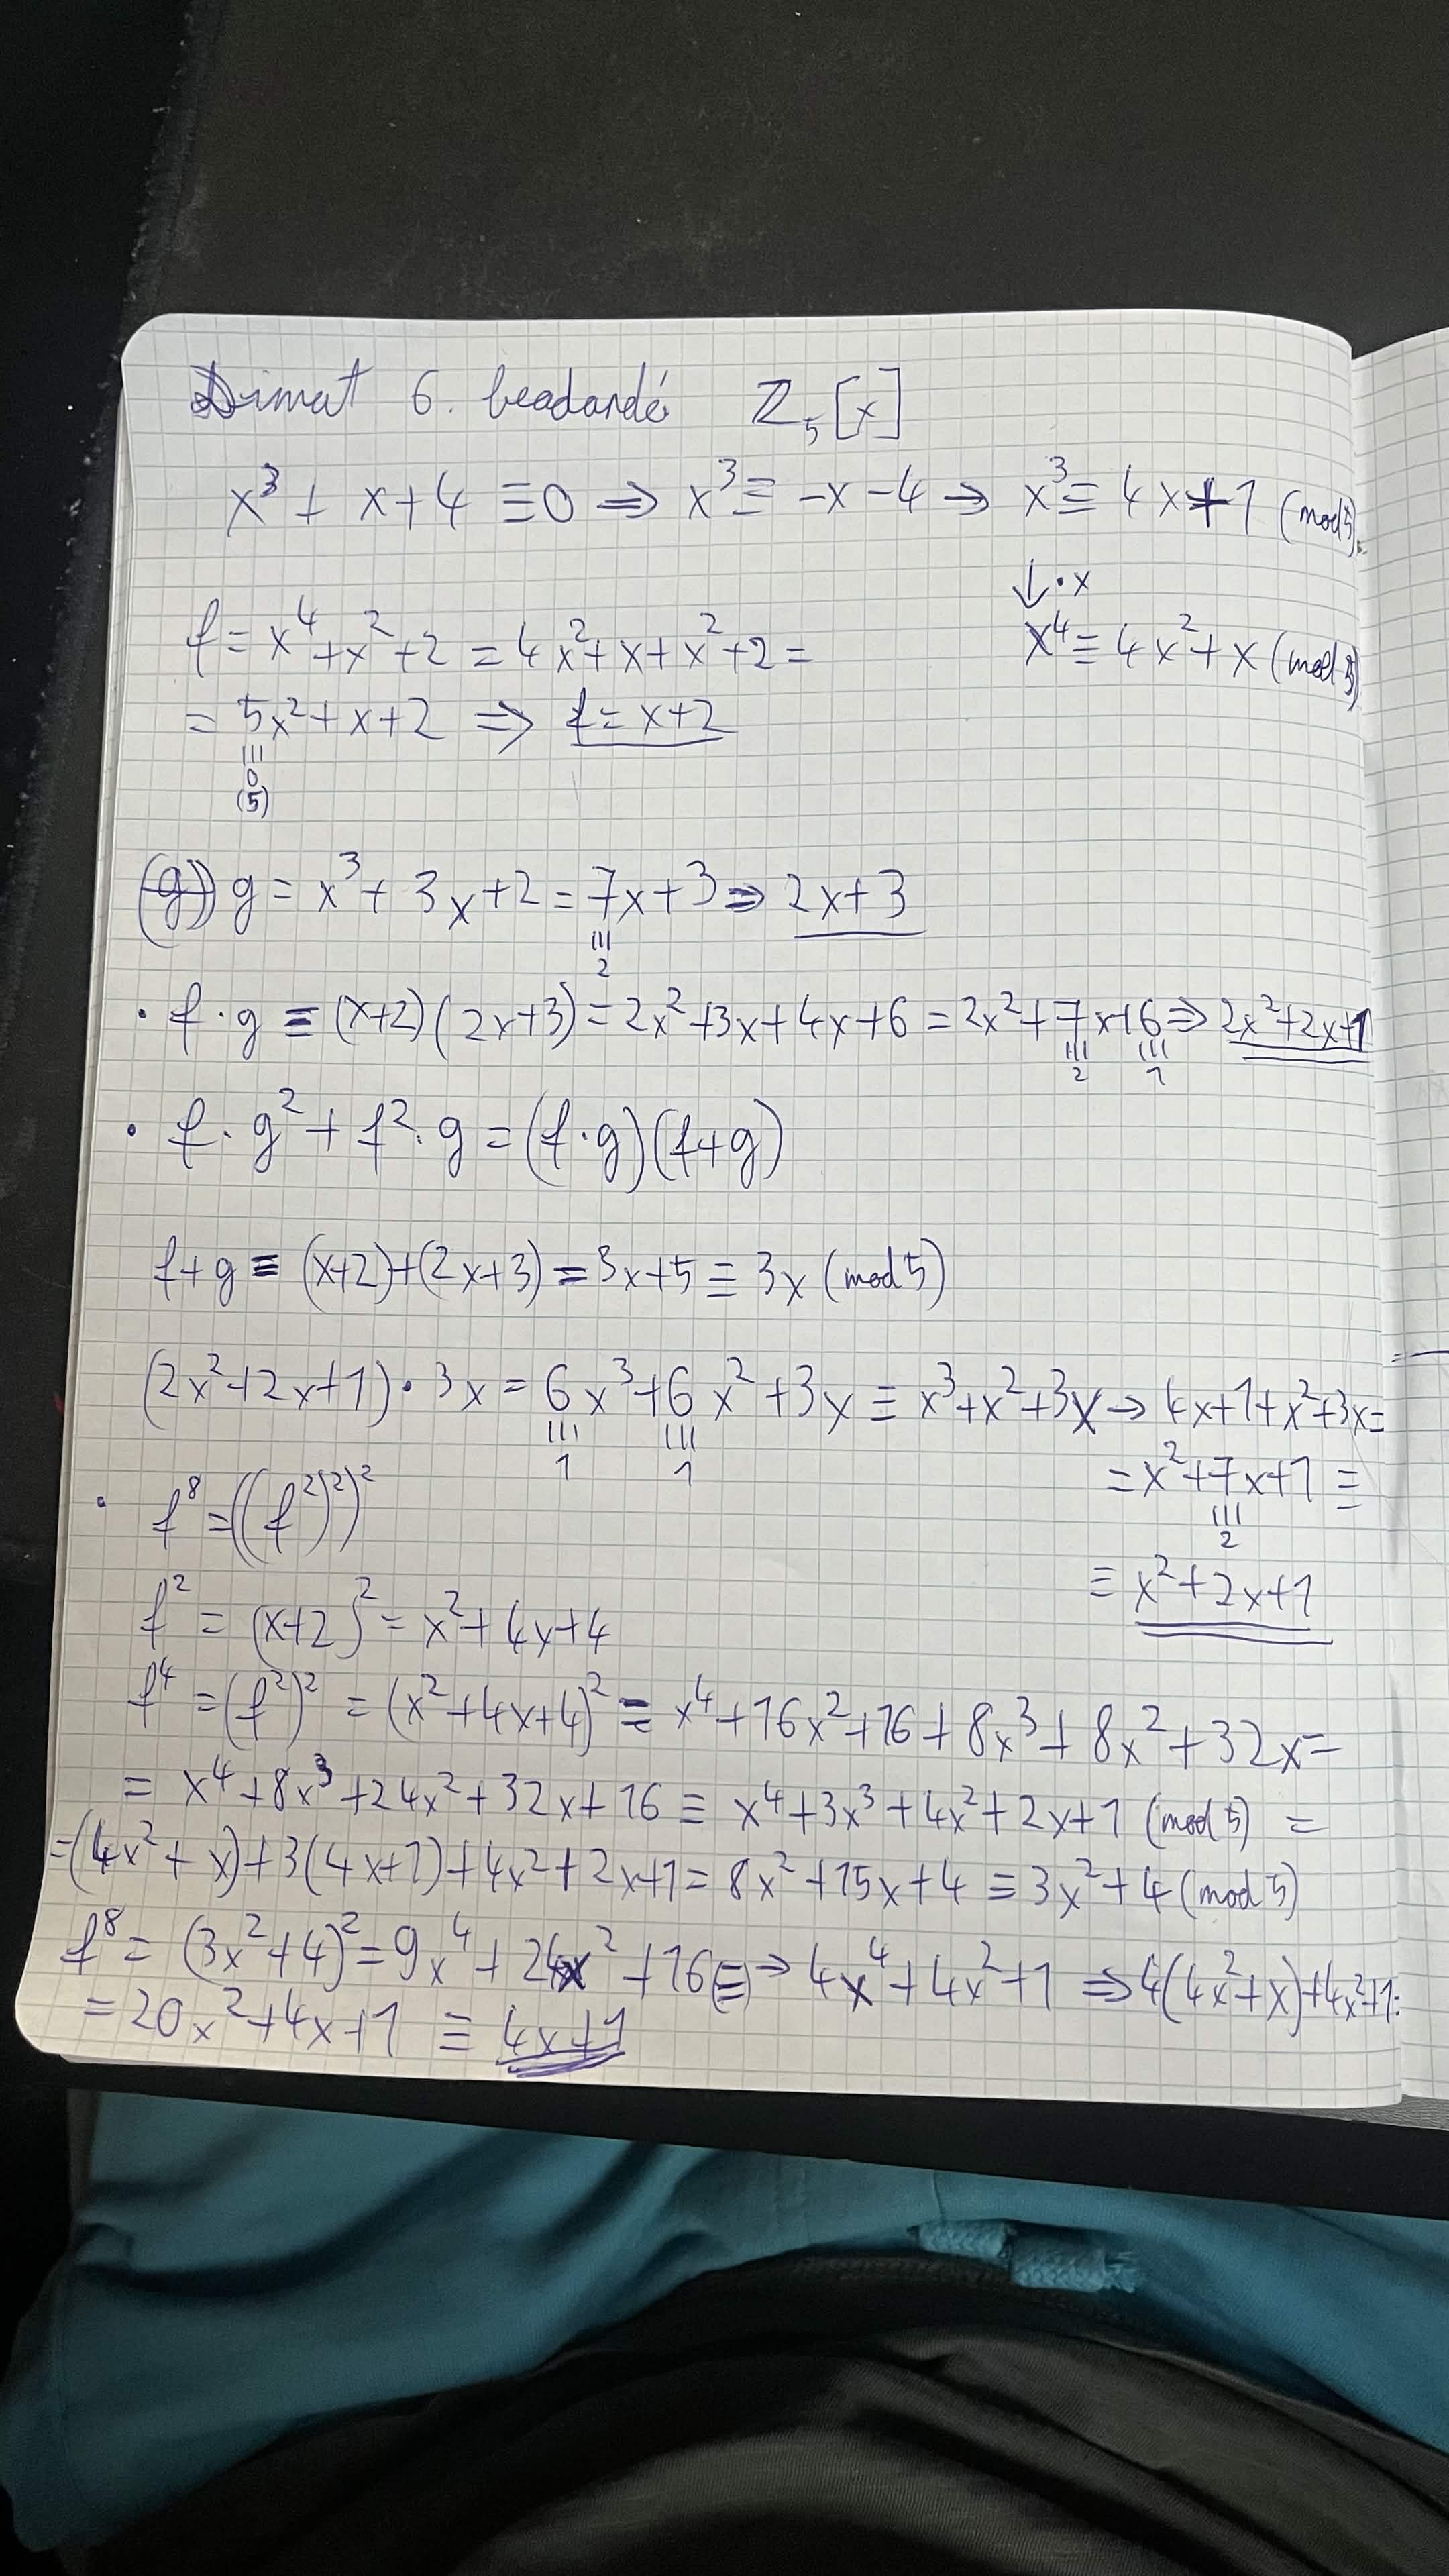 Dimat 6. beadandó Z₅[x]
x³ + x + 4 ≡ 0 ⇒ x³ ≡ -x - 4 → x³ ≡ 4x + 1 (mod 5)
↓ · x
f = x⁴ + x² + 2 = 4x² + x + x² + 2 =
x⁴ ≡ 4x² + x (mod 5)
= 5x² + x + 2 ⇒ f = x + 2
|||
0
(5)
(g) g = x³ + 3x + 2 = 7x + 3 ⇒ 2x + 3
|||
2
· f · g ≡ (x+2)(2x+3) = 2x² + 3x + 4x + 6 = 2x² + 7x + 6 ⇒ 2x² + 2x + 1
||| |||
2 1
· f · g² + f² · g = (f · g)(f + g)
f + g ≡ (x+2) + (2x+3) = 3x + 5 ≡ 3x (mod 5)
(2x² + 2x + 1) · 3x = 6x³ + 6x² + 3x ≡ x³ + x² + 3x → 4x + 1 + x² + 3x =
||| |||
1 1
= x² + 7x + 1 ≡
|||
2
≡ x² + 2x + 1
· f⁸ = ((f²)²)²
f² = (x+2)² = x² + 4x + 4
f⁴ = (f²)² = (x² + 4x + 4)² ≡ x⁴ + 16x² + 16 + 8x³ + 8x² + 32x =
= x⁴ + 8x³ + 24x² + 32x + 16 ≡ x⁴ + 3x³ + 4x² + 2x + 1 (mod 5) =
= (4x² + x) + 3(4x + 1) + 4x² + 2x + 1 = 8x² + 15x + 4 ≡ 3x² + 4 (mod 5)
f⁸ = (3x² + 4)² = 9x⁴ + 24x² + 16 (≡) → 4x⁴ + 4x² + 1 ⇒ 4(4x² + x) + 4x² + 1 =
= 20x² + 4x + 1 ≡ 4x + 1